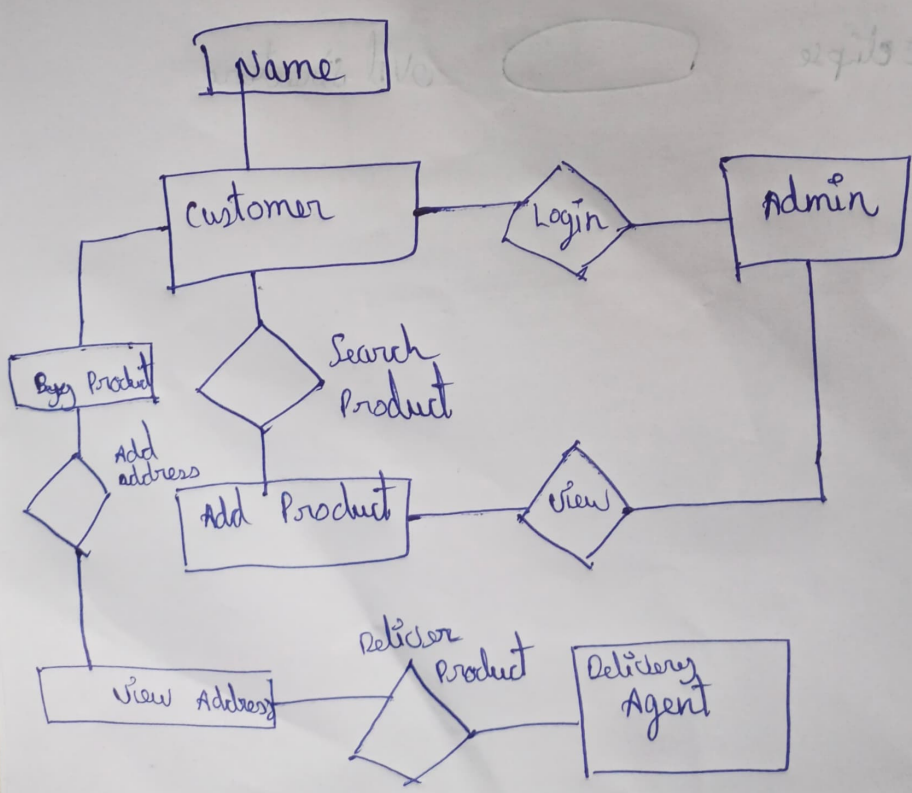 Name
Customer
Login
Admin
Search
Product
Buy Product
Add
address
Add Product
View
Deliver
Product
View Address
Delivery
Agent